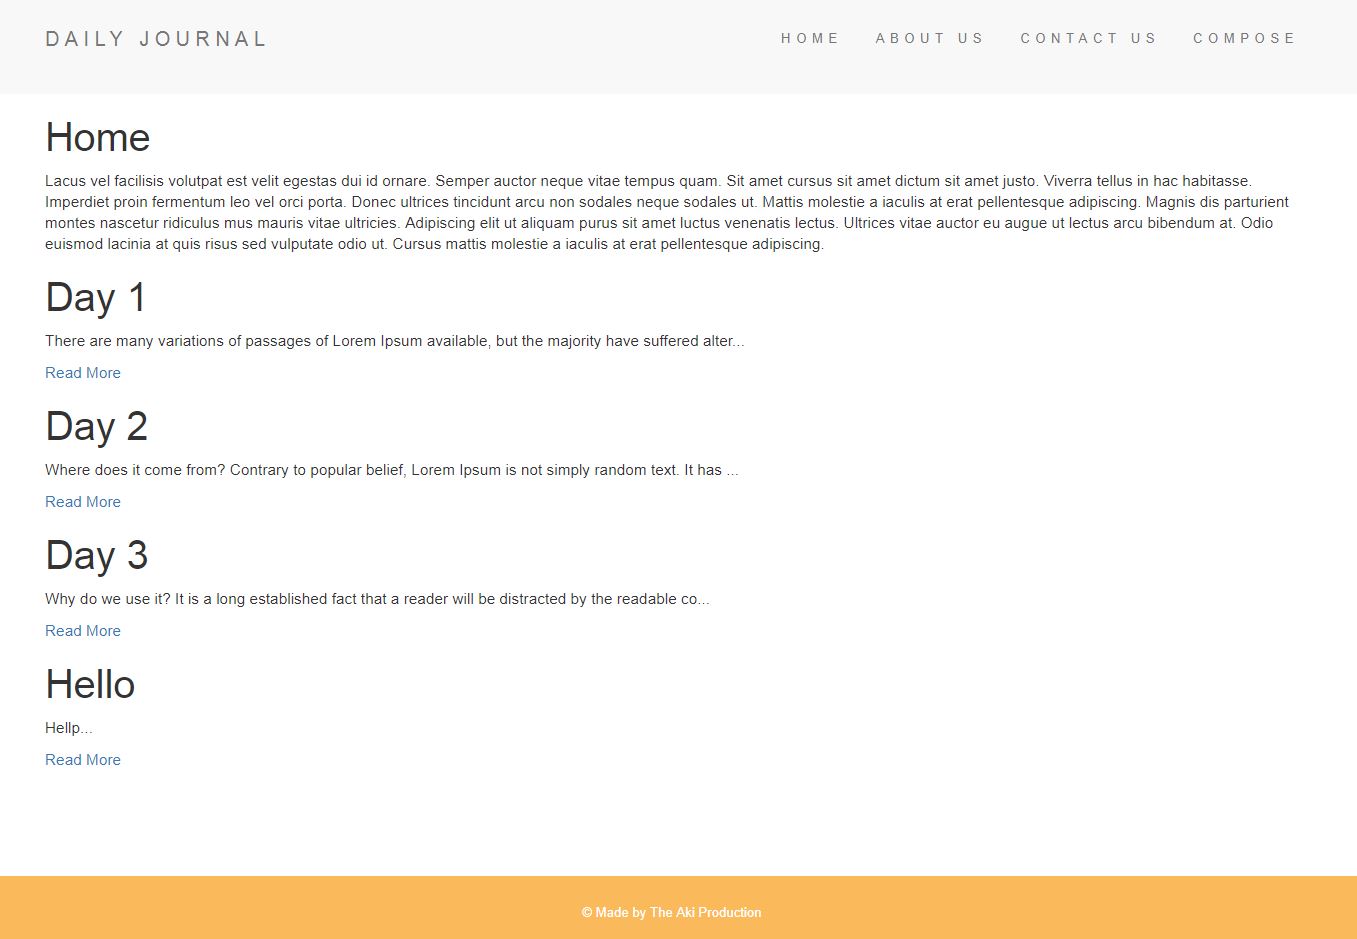 DAILY JOURNAL HOME ABOUT US CONTACT US COMPOSE
Home
Lacus vel facilisis volutpat est velit egestas dui id ornare. Semper auctor neque vitae tempus quam. Sit amet cursus sit amet dictum sit amet justo. Viverra tellus in hac habitasse.
Imperdiet proin fermentum leo vel orci porta. Donec ultrices tincidunt arcu non sodales neque sodales ut. Mattis molestie a iaculis at erat pellentesque adipiscing. Magnis dis parturient
montes nascetur ridiculus mus mauris vitae ultricies. Adipiscing elit ut aliquam purus sit amet luctus venenatis lectus. Ultrices vitae auctor eu augue ut lectus arcu bibendum at. Odio
euismod lacinia at quis risus sed vulputate odio ut. Cursus mattis molestie a iaculis at erat pellentesque adipiscing.
Day 1
There are many variations of passages of Lorem Ipsum available, but the majority have suffered alter...
Read More
Day 2
Where does it come from? Contrary to popular belief, Lorem Ipsum is not simply random text. It has ...
Read More
Day 3
Why do we use it? It is a long established fact that a reader will be distracted by the readable co...
Read More
Hello
Hellp...
Read More
© Made by The Aki Production